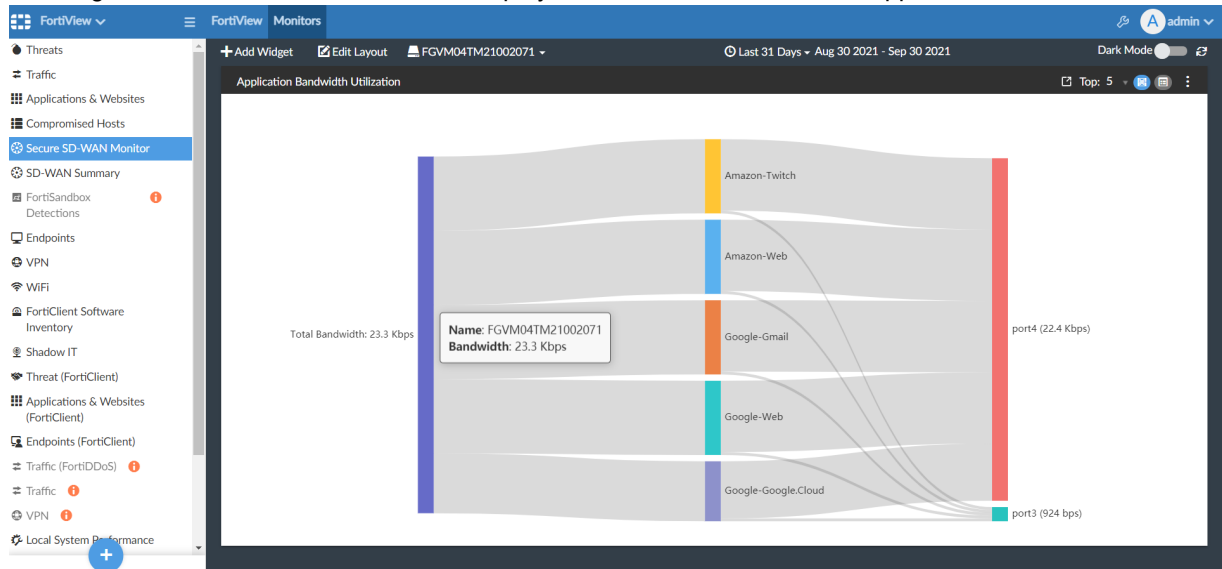 FortiView
FortiView Monitors
admin
A
Threats
Traffic
Applications & Websites
Compromised Hosts
Secure SD-WAN Monitor
SD-WAN Summary
FortiSandbox
Detections
Endpoints
VPN
WiFi
FortiClient Software
Inventory
Shadow IT
Threat (FortiClient)
Applications & Websites
(FortiClient)
Endpoints (FortiClient)
Traffic (FortiDDoS)
Traffic
VPN
Local System
Add Widget Edit Layout FGVM04TM21002071 Last 31 Days Aug 30 2021 - Sep 30 2021 Dark Mode
Application Bandwidth Utilization Top: 5
Amazon-Twitch
Amazon-Web
Total Bandwidth: 23.3 Kbps
Name: FGVM04TM21002071
Bandwidth: 23.3 Kbps
Google-Gmail
port4 (22.4 Kbps)
Google-Web
Google-Google.Cloud
port3 (924 bps)